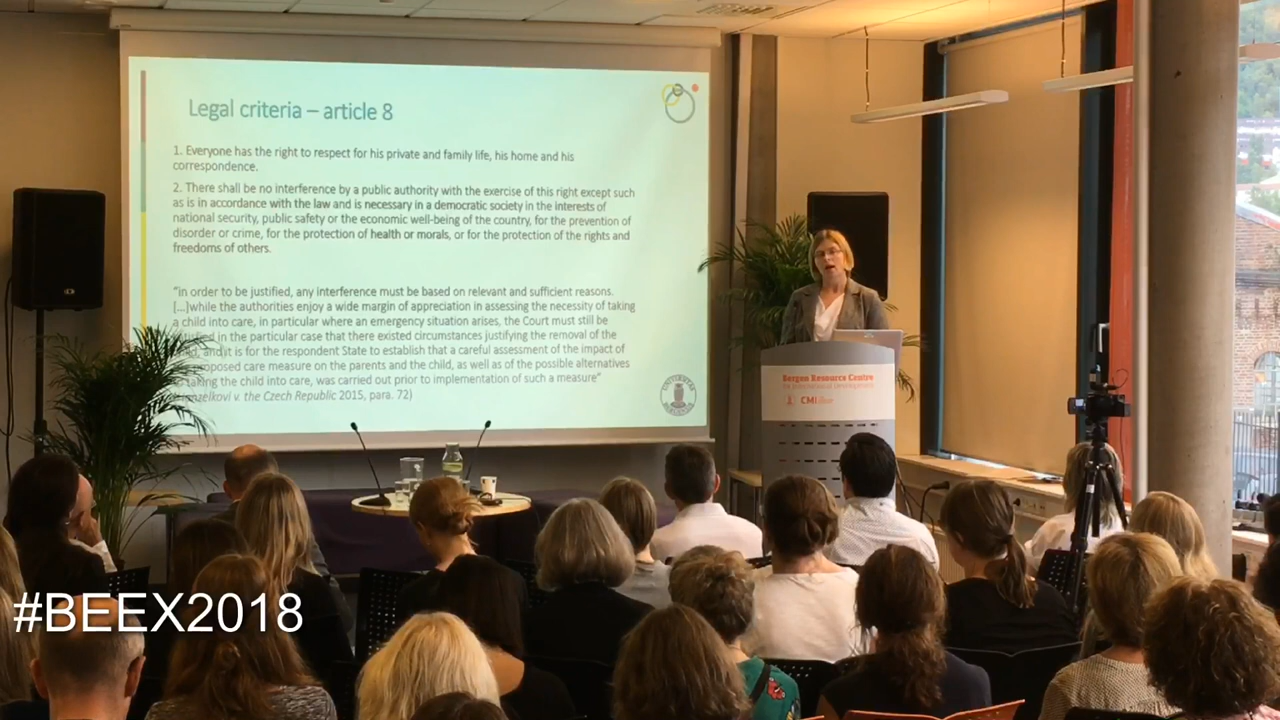 Legal criteria – article 8
1. Everyone has the right to respect for his private and family life, his home and his
correspondence.
2. There shall be no interference by a public authority with the exercise of this right except such
as is in accordance with the law and is necessary in a democratic society in the interests of
national security, public safety or the economic well-being of the country, for the prevention of
disorder or crime, for the protection of health or morals, or for the protection of the rights and
freedoms of others.
"in order to be justified, any interference must be based on relevant and sufficient reasons.
[...]while the authorities enjoy a wide margin of appreciation in assessing the necessity of taking
a child into care, in particular where an emergency situation arises, the Court must still be
in the particular case that there existed circumstances justifying the removal of the
and it is for the respondent State to establish that a careful assessment of the impact of
care measure on the parents and the child, as well as of the possible alternatives
taking the child into care, was carried out prior to implementation of such a measure"
v. the Czech Republic 2015, para. 72)
Bergen Resource Centre
for International Development
CMI
#BEEX2018